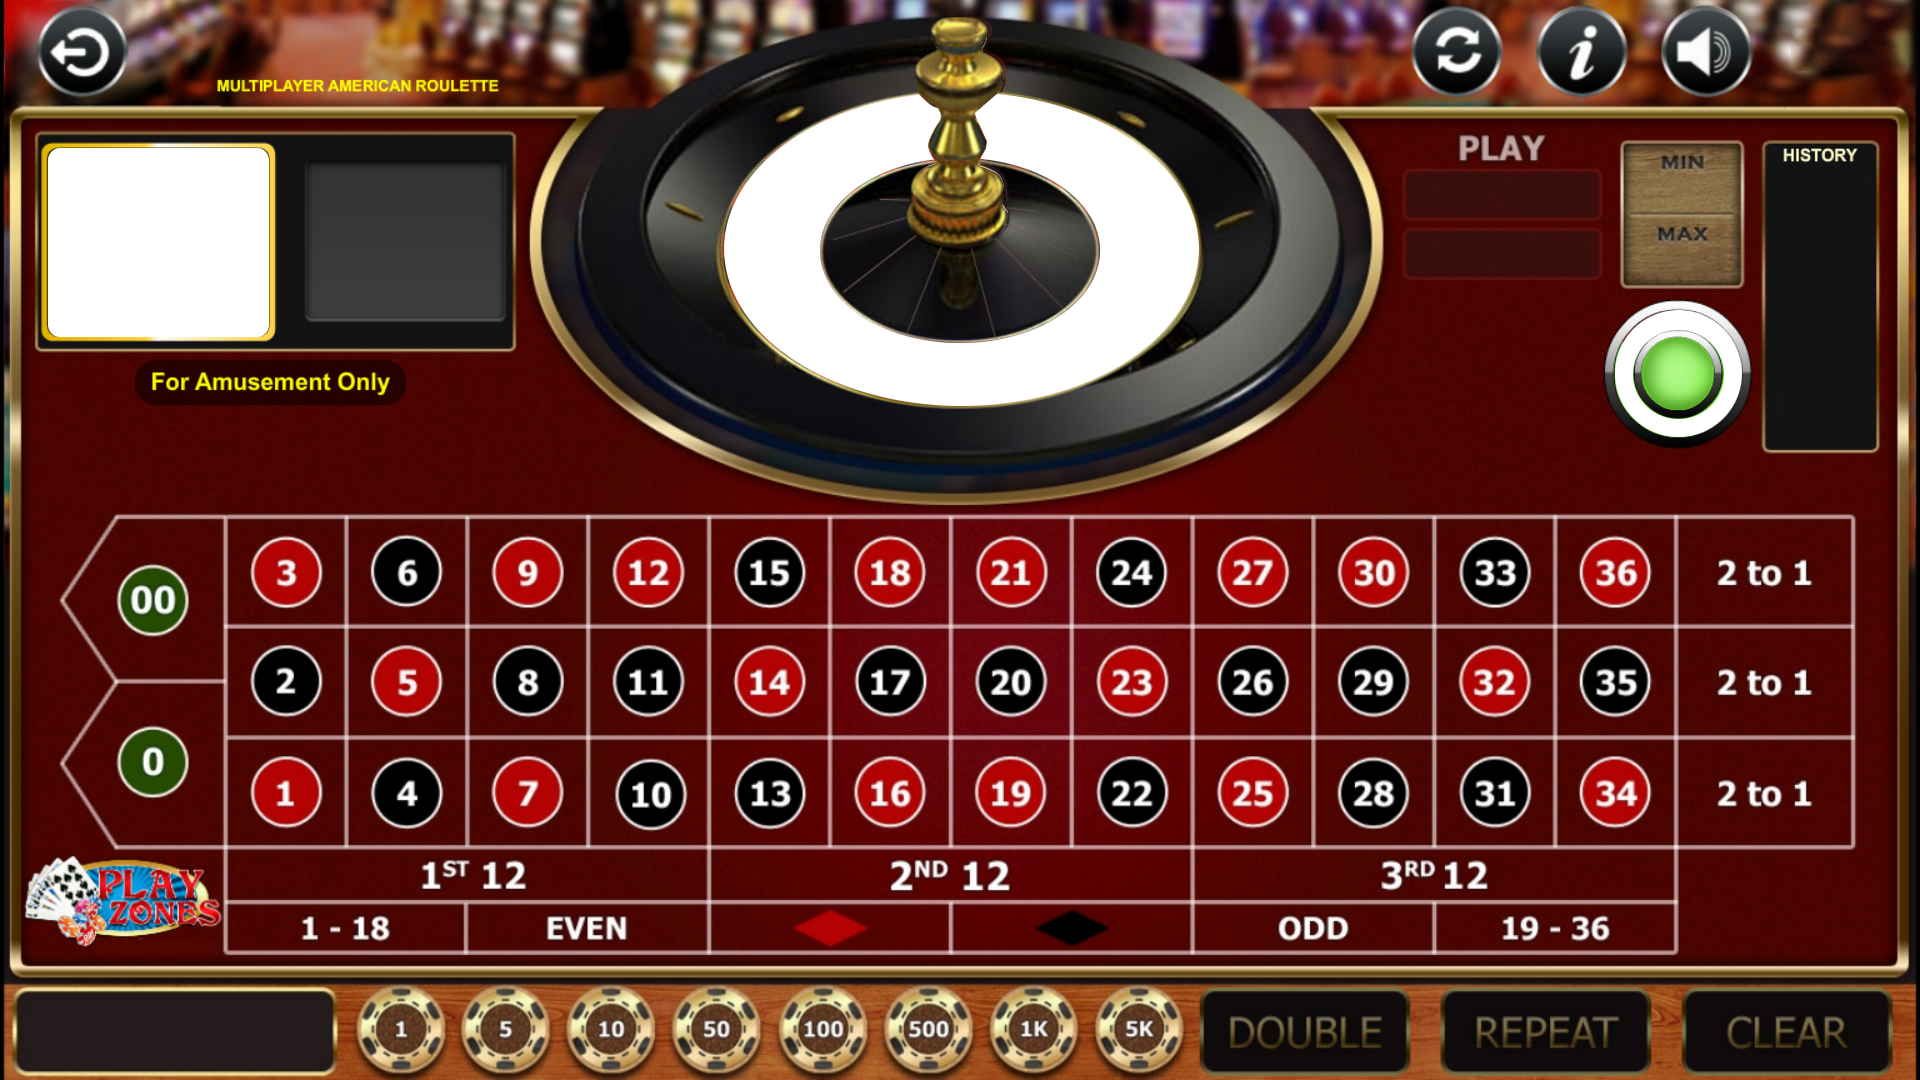 MULTIPLAYER AMERICAN ROULETTE
i
PLAY
MIN
MAX
HISTORY
For Amusement Only
00
3 6 9 12 15 18 21 24 27 30 33 36 2 to 1
2 5 8 11 14 17 20 23 26 29 32 35 2 to 1
0
1 4 7 10 13 16 19 22 25 28 31 34 2 to 1
1ST 12 2ND 12 3RD 12
PLAY
ZONES
1 - 18 EVEN ODD 19 - 36
1 5 10 50 100 500 1K 5K DOUBLE REPEAT CLEAR